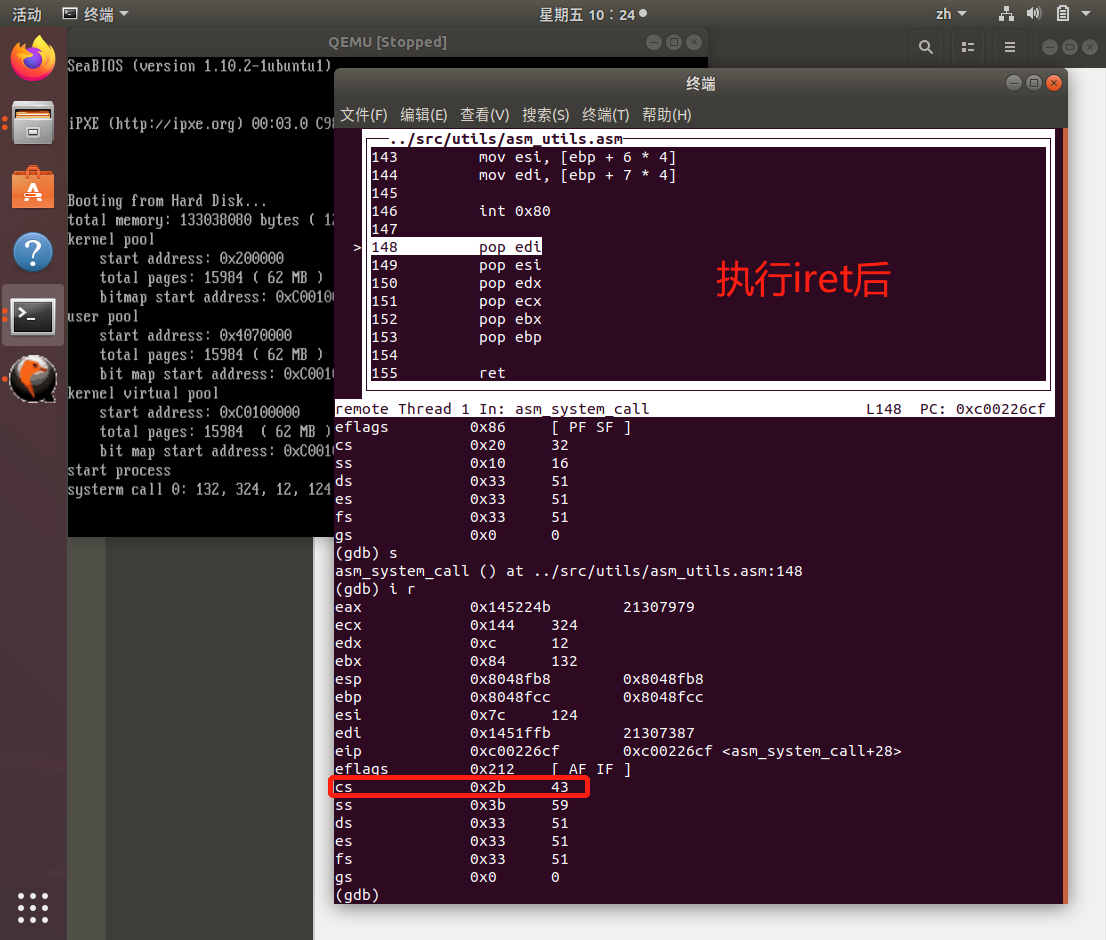 活动 终端 星期五 10:24 zh
QEMU [Stopped]
SeaBIOS (version 1.10.2-1ubuntu1)
iPXE (http://ipxe.org) 00:03.0 C9
Booting from Hard Disk...
total memory: 133038080 bytes ( 12
kernel pool
start address: 0x200000
total pages: 15984 ( 62 MB )
bitmap start address: 0xC0010
user pool
start address: 0x4070000
total pages: 15984 ( 62 MB )
bit map start address: 0xC001
kernel virtual pool
start address: 0xC0100000
total pages: 15984  ( 62 MB )
bit map start address: 0xC001
start process
systerm call 0: 132, 324, 12, 124
终端
文件(F) 编辑(E) 查看(V) 搜索(S) 终端(T) 帮助(H)
../src/utils/asm_utils.asm
143 mov esi, [ebp + 6 * 4]
144 mov edi, [ebp + 7 * 4]
145
146 int 0x80
147
> 148 pop edi
149 pop esi
150 pop edx
151 pop ecx
152 pop ebx
153 pop ebp
154
155 ret
执行iret后
remote Thread 1 In: asm_system_call L148 PC: 0xc00226cf
eflags 0x86 [ PF SF ]
cs 0x20 32
ss 0x10 16
ds 0x33 51
es 0x33 51
fs 0x33 51
gs 0x0 0
(gdb) s
asm_system_call () at ../src/utils/asm_utils.asm:148
(gdb) i r
eax 0x145224b 21307979
ecx 0x144 324
edx 0xc 12
ebx 0x84 132
esp 0x8048fb8 0x8048fb8
ebp 0x8048fcc 0x8048fcc
esi 0x7c 124
edi 0x1451ffb 21307387
eip 0xc00226cf 0xc00226cf <asm_system_call+28>
eflags 0x212 [ AF IF ]
cs 0x2b 43
ss 0x3b 59
ds 0x33 51
es 0x33 51
fs 0x33 51
gs 0x0 0
(gdb)